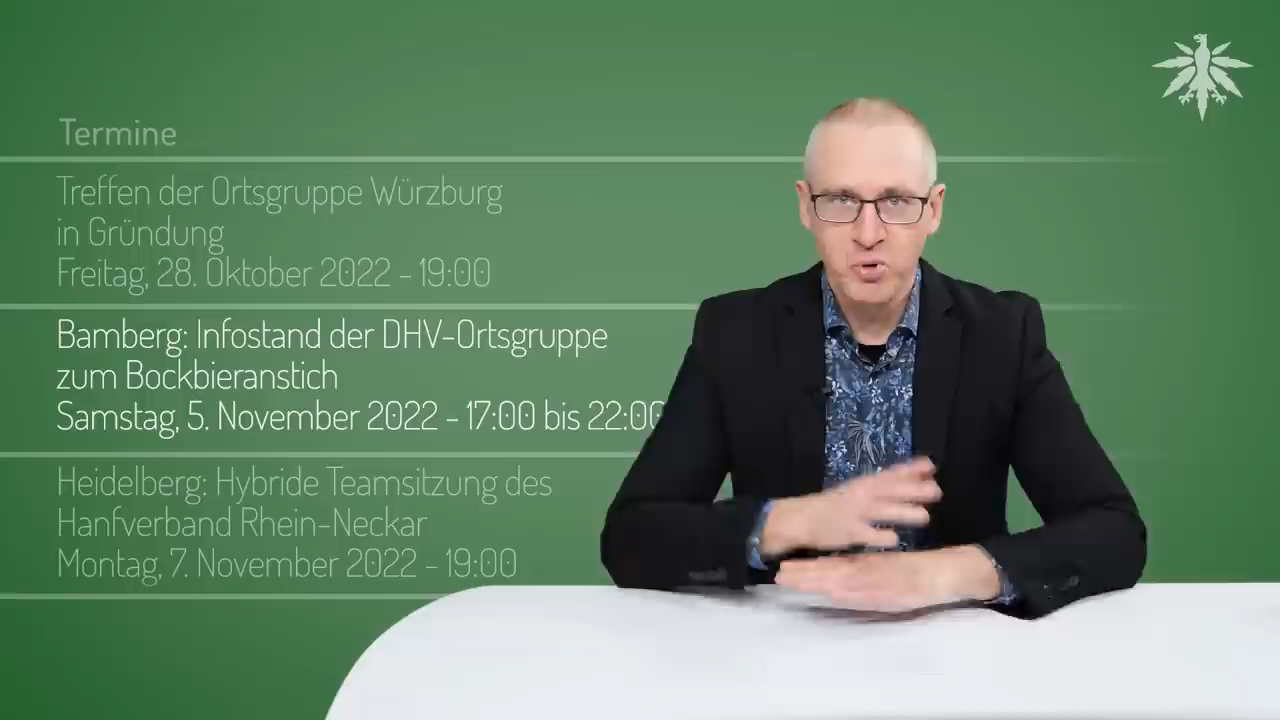 Termine
Treffen der Ortsgruppe Würzburg
in Gründung
Freitag, 28. Oktober 2022 - 19:00
Bamberg: Infostand der DHV-Ortsgruppe
zum Bockbieranstich
Samstag, 5. November 2022 - 17:00 bis 22:00
Heidelberg: Hybride Teamsitzung des
Hanfverband Rhein-Neckar
Montag, 7. November 2022 - 19:00